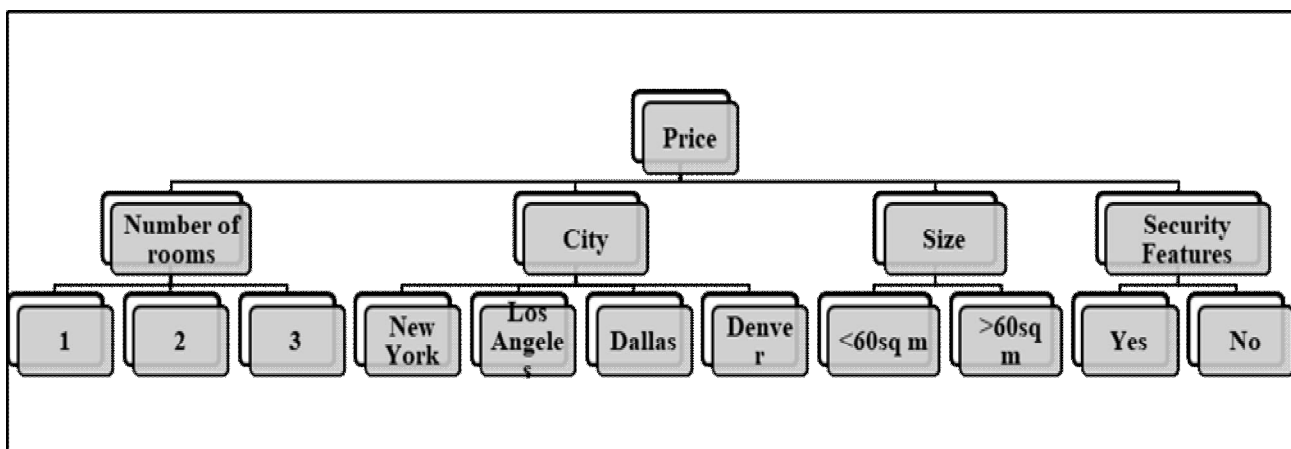 Price
Number of
rooms
City
Size
Security
Features
1
2
3
New
York
Los
Angele
s
Dallas
Denve
r
<60sq m
>60sq
m
Yes
No